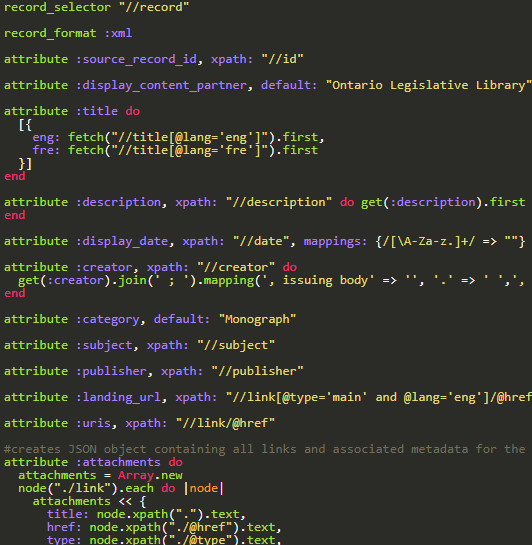 record_selector "//record"
record_format :xml
attribute :source_record_id, xpath: "//id"
attribute :display_content_partner, default: "Ontario Legislative Library"
attribute :title do
  [{
    eng: fetch("//title[@lang='eng']").first,
    fre: fetch("//title[@lang='fre']").first
  }]
end
attribute :description, xpath: "//description" do get(:description).first
end
attribute :display_date, xpath: "//date", mappings: {/[\A-Za-z.]+/ => ""}
attribute :creator, xpath: "//creator" do
  get(:creator).join(' ; ').mapping(', issuing body' => '', '.' => ' ',',
end
attribute :category, default: "Monograph"
attribute :subject, xpath: "//subject"
attribute :publisher, xpath: "//publisher"
attribute :landing_url, xpath: "//link[@type='main' and @lang='eng']/@href
attribute :uris, xpath: "//link/@href"
#creates JSON object containing all links and associated metadata for the
attribute :attachments do
  attachments = Array.new
  node("./link").each do |node|
    attachments << {
      title: node.xpath(".").text,
      href: node.xpath("./@href").text,
      type: node.xpath("./@type").text,